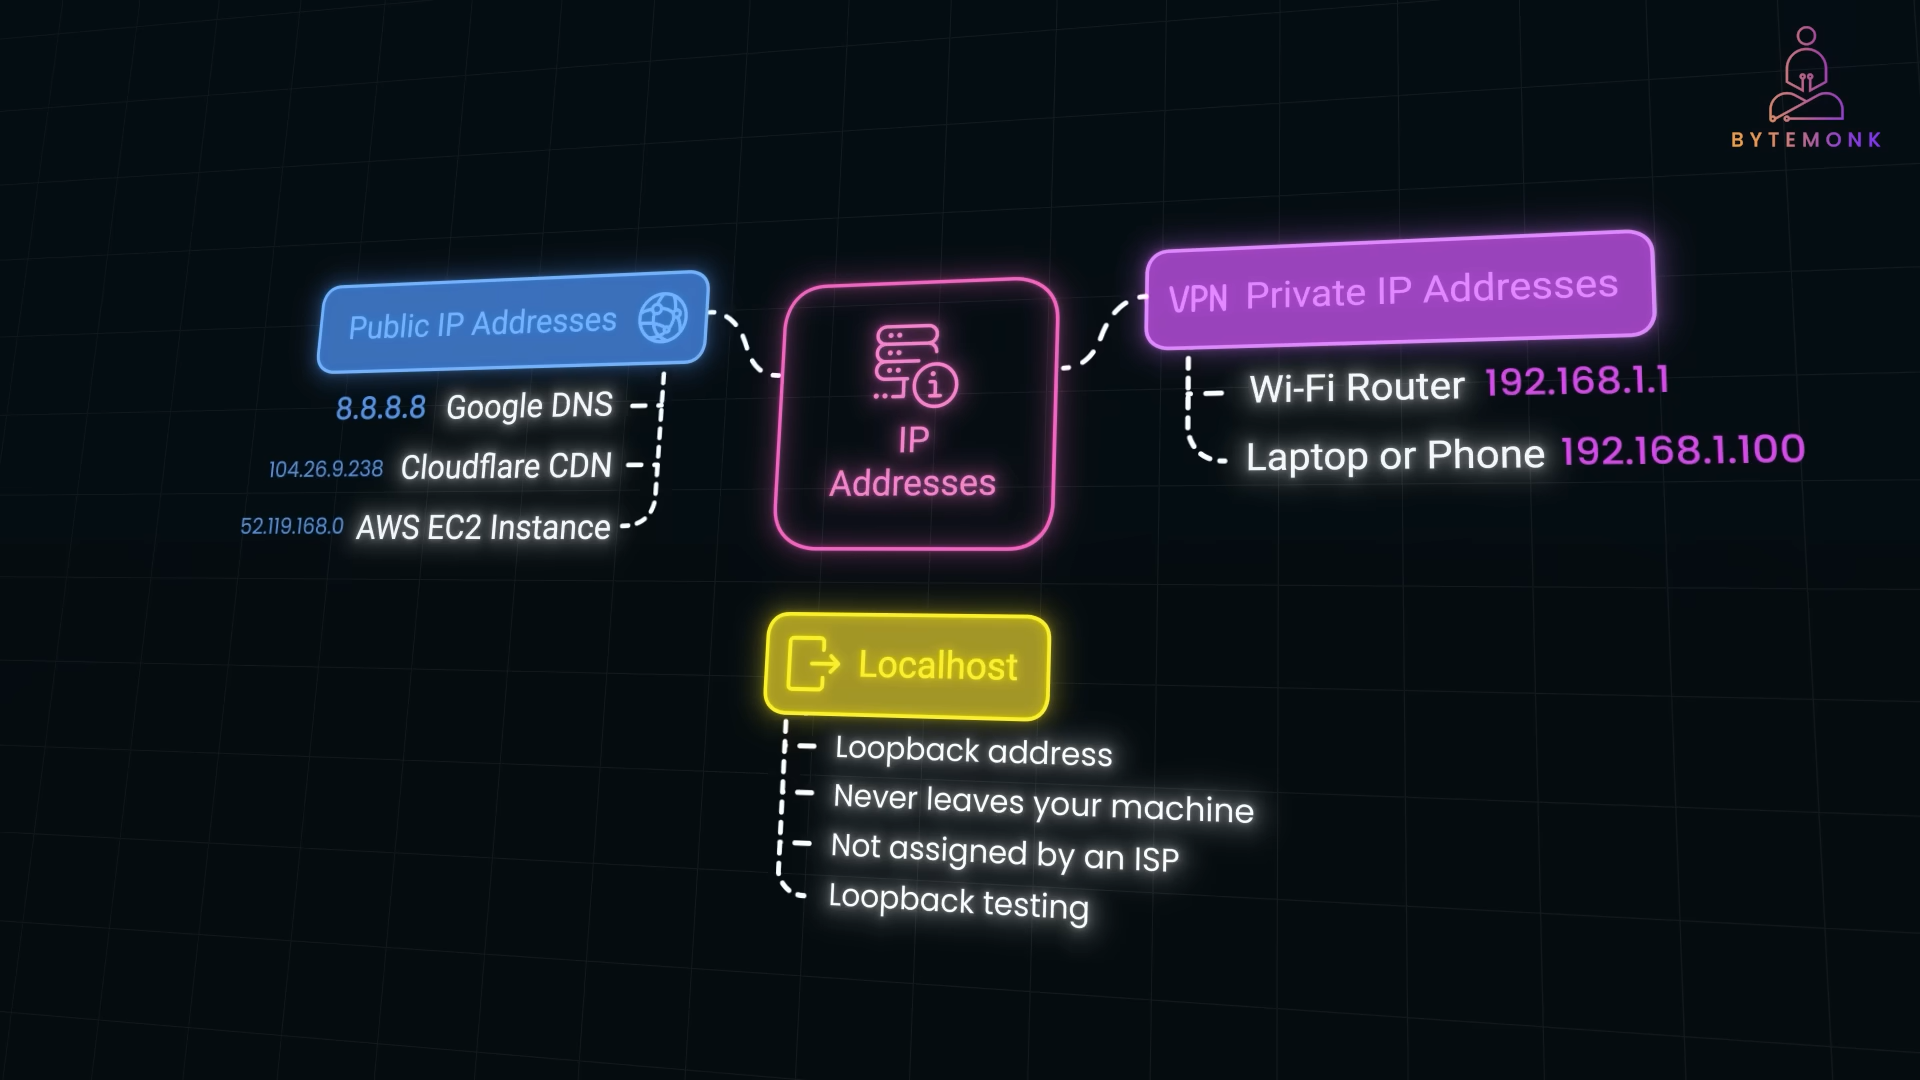 BYTEMONK
Public IP Addresses
8.8.8.8 Google DNS
104.26.9.238 Cloudflare CDN
52.119.168.0 AWS EC2 Instance
IP
Addresses
VPN Private IP Addresses
Wi-Fi Router 192.168.1.1
Laptop or Phone 192.168.1.100
Localhost
Loopback address
Never leaves your machine
Not assigned by an ISP
Loopback testing